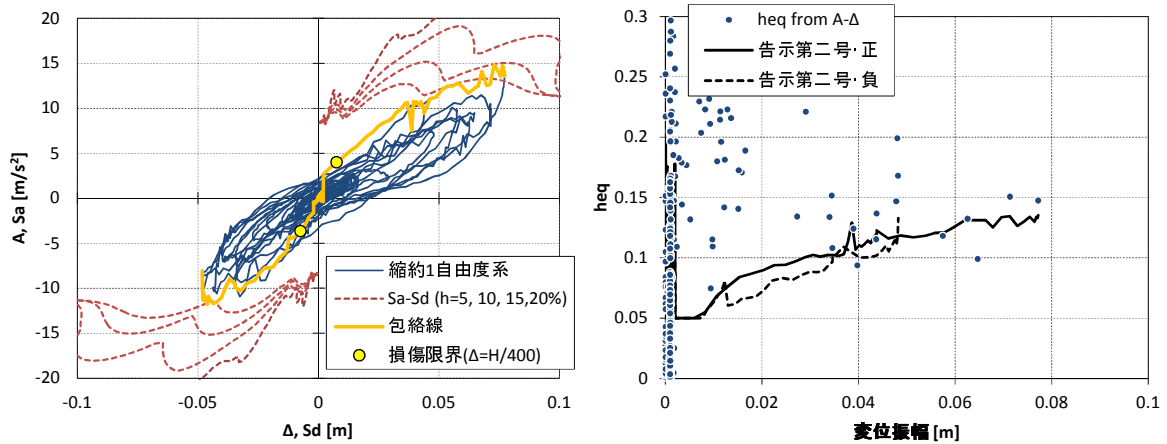 20
15
10
5
0
-5
-10
-15
-20
A, Sa [m/s²]
-0.1
-0.05
0
0.05
0.1
Δ, Sd [m]
縮約1自由度系
Sa-Sd (h=5, 10, 15,20%)
包絡線
損傷限界(Δ=H/400)
0.3
0.25
0.2
0.15
0.1
0.05
0
heq
0
0.02
0.04
0.06
0.08
0.1
変位振幅 [m]
heq from A-Δ
告示第二号・正
告示第二号・負